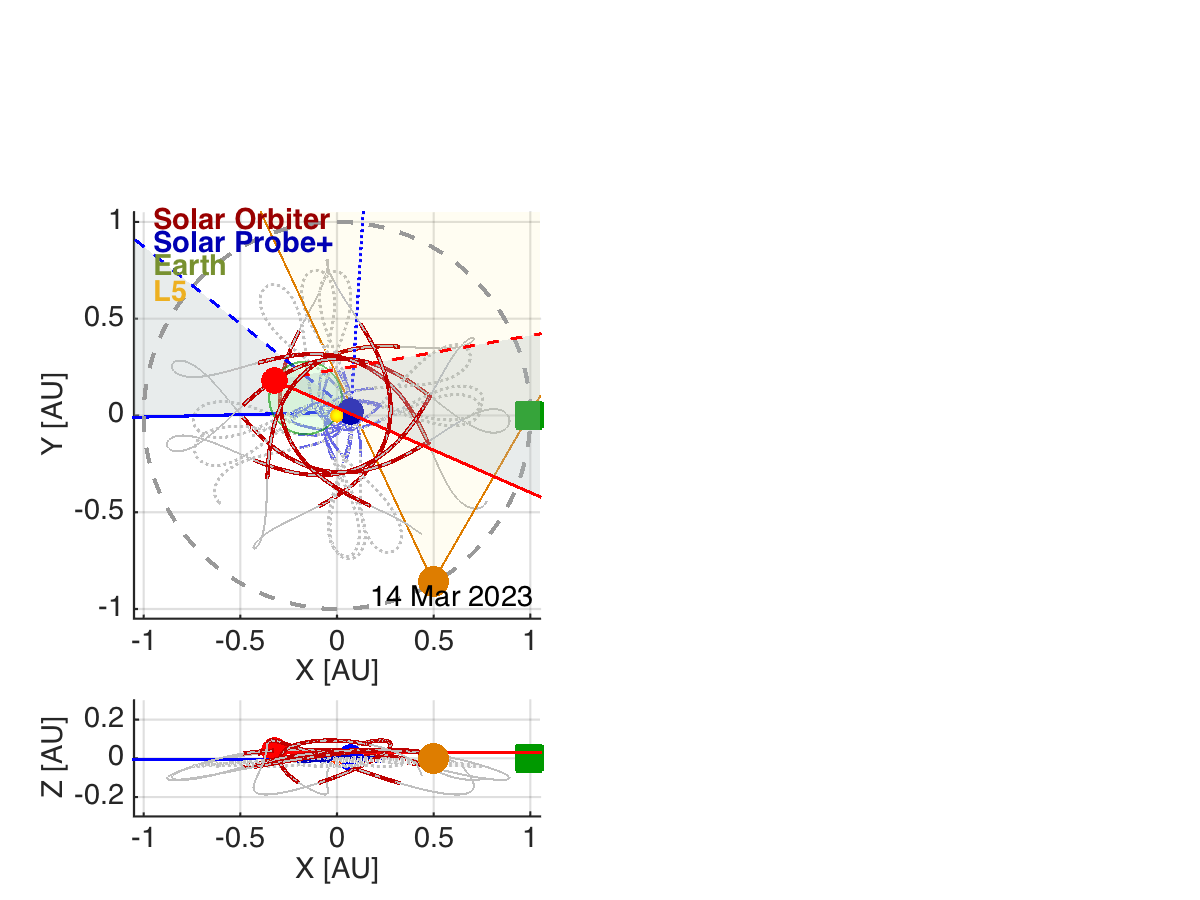 Solar Orbiter
Solar Probe+
Earth
L5
1
0.5
0
-0.5
-1
Y [AU]
14 Mar 2023
-1 -0.5 0 0.5 1
X [AU]
0.2
0
-0.2
Z [AU]
-1 -0.5 0 0.5 1
X [AU]